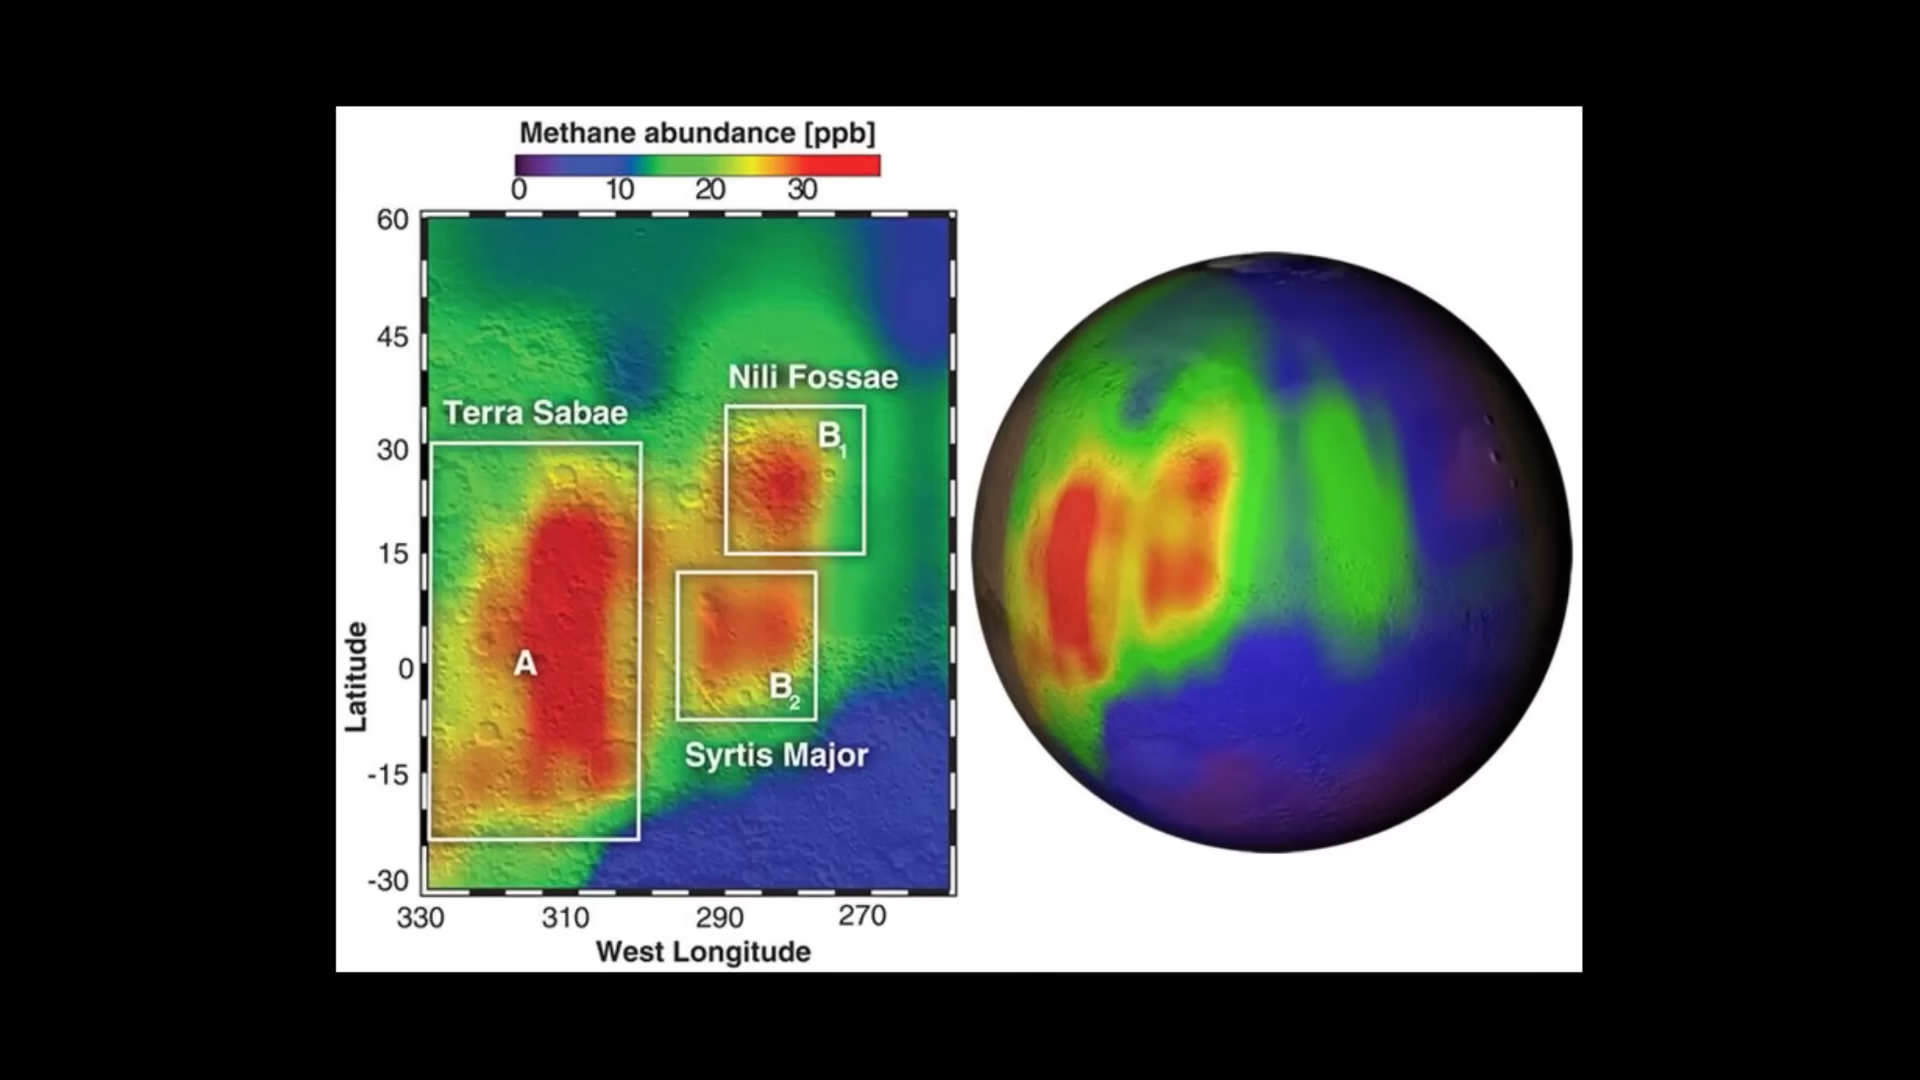 Methane abundance [ppb]
0 10 20 30
60
45
Nili Fossae
Terra Sabae
B1
30
15
A
0
B2
Latitude
Syrtis Major
-15
-30
330 310 290 270
West Longitude